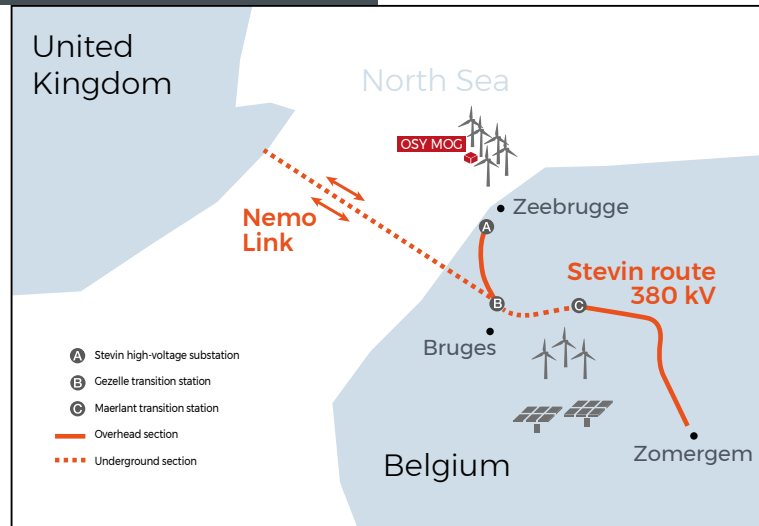 United
Kingdom
North Sea
OSY MOG
Zeebrugge
A
Nemo
Link
Stevin route
380 kV
B
C
Bruges
A Stevin high-voltage substation
B Gezelle transition station
C Maerlant transition station
Overhead section
Underground section
Belgium
Zomergem